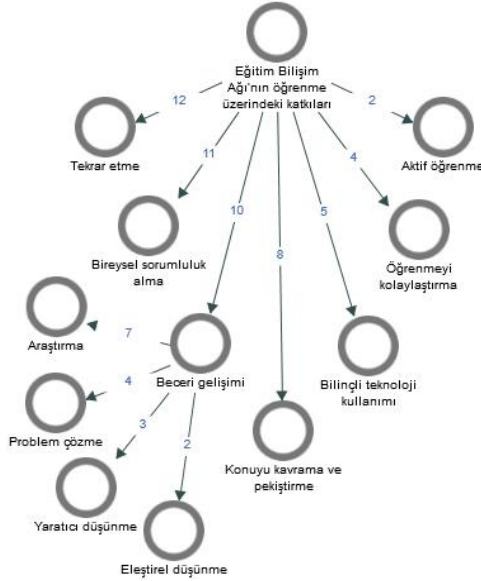 Eğitim Bilişim
Ağı'nın öğrenme
üzerindeki katkıları
12
2
Tekrar etme
Aktif öğrenme
11
4
Bireysel sorumluluk
alma
10
5
Öğrenmeyi
kolaylaştırma
8
7
Araştırma
Beceri gelişimi
Bilinçli teknoloji
kullanımı
4
Problem çözme
3
2
Konuyu kavrama ve
pekiştirme
Yaratıcı düşünme
Eleştirel düşünme